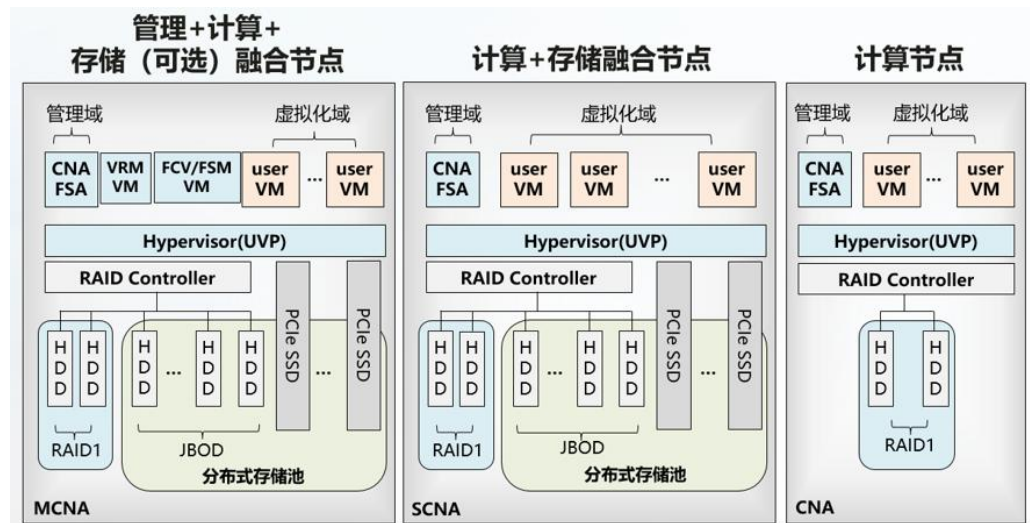 管理+计算+
存储（可选）融合节点
管理域
虚拟化域
CNA
FSA
VRM
VM
FCV/FSM
VM
user
VM
...
user
VM
Hypervisor(UVP)
RAID Controller
HDD
HDD
HDD
...
HDD
HDD
PCIe SSD
...
PCIe SSD
RAID1
JBOD
分布式存储池
MCNA
计算+存储融合节点
管理域
虚拟化域
CNA
FSA
user
VM
user
VM
...
user
VM
Hypervisor(UVP)
RAID Controller
HDD
HDD
HDD
...
HDD
HDD
PCIe SSD
...
PCIe SSD
RAID1
JBOD
分布式存储池
SCNA
计算节点
管理域
虚拟化域
CNA
FSA
user
VM
...
user
VM
Hypervisor(UVP)
RAID Controller
HDD
HDD
RAID1
CNA